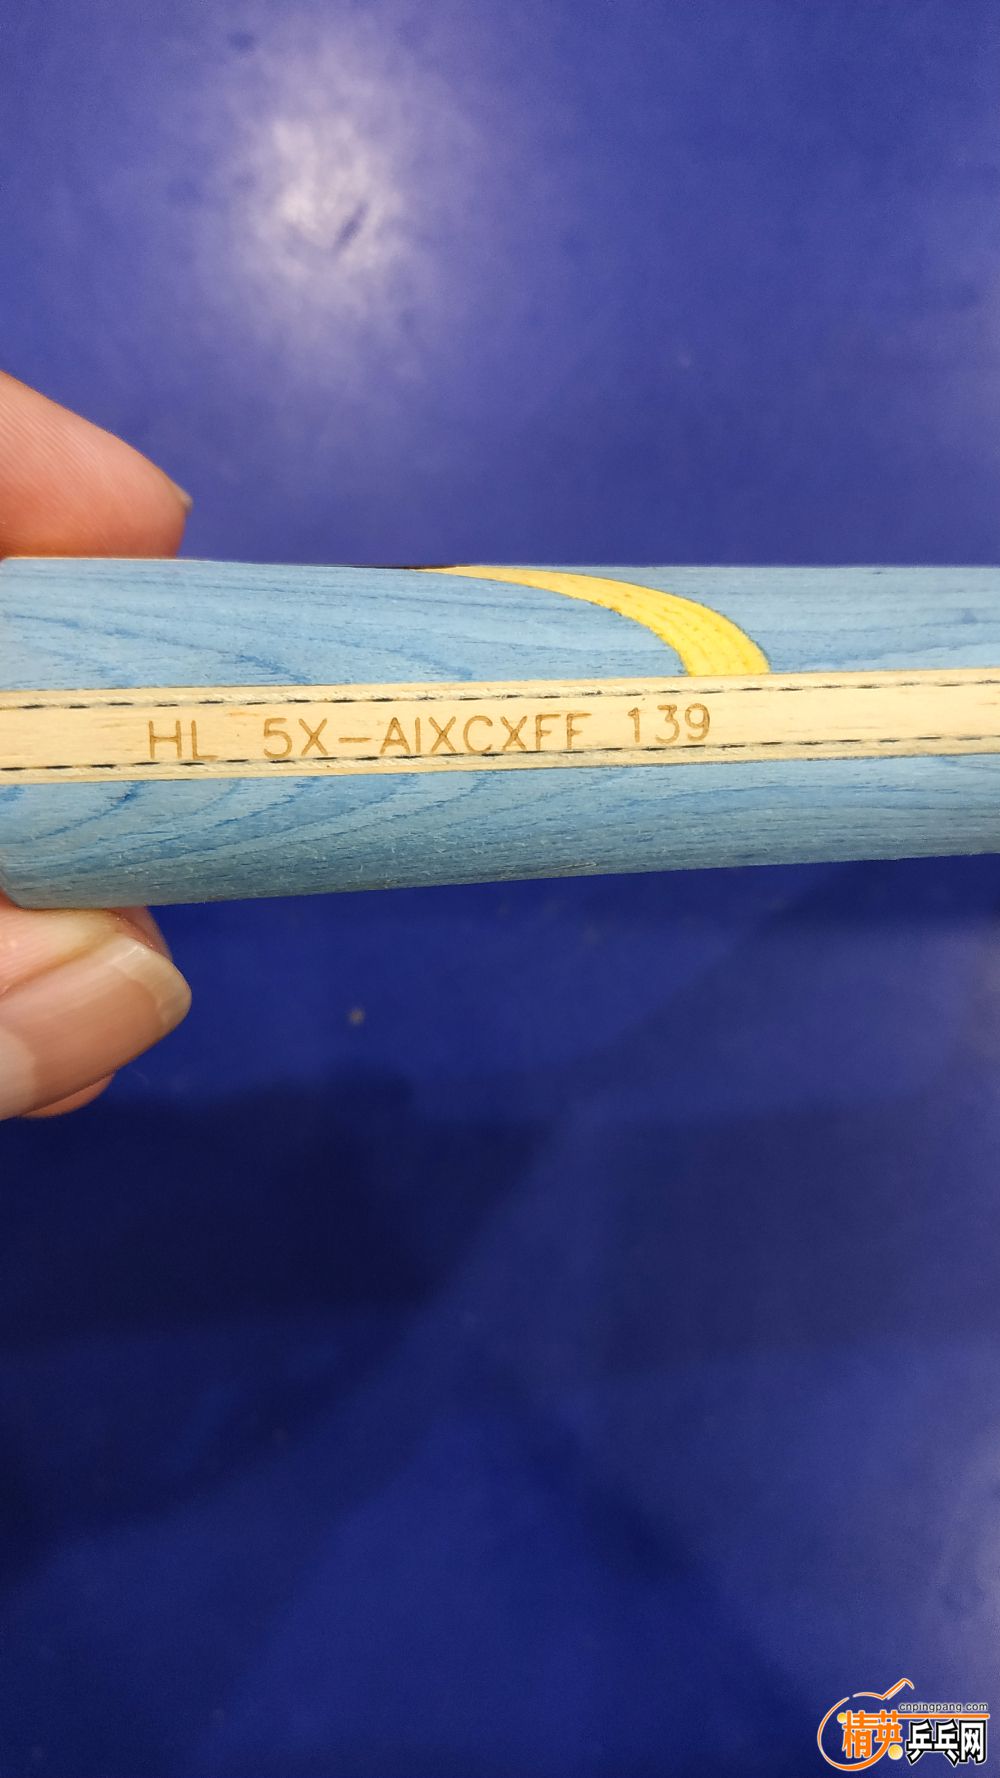 HL 5X-AIXCXFF 139
cnpingpang.com
精英乒乓网